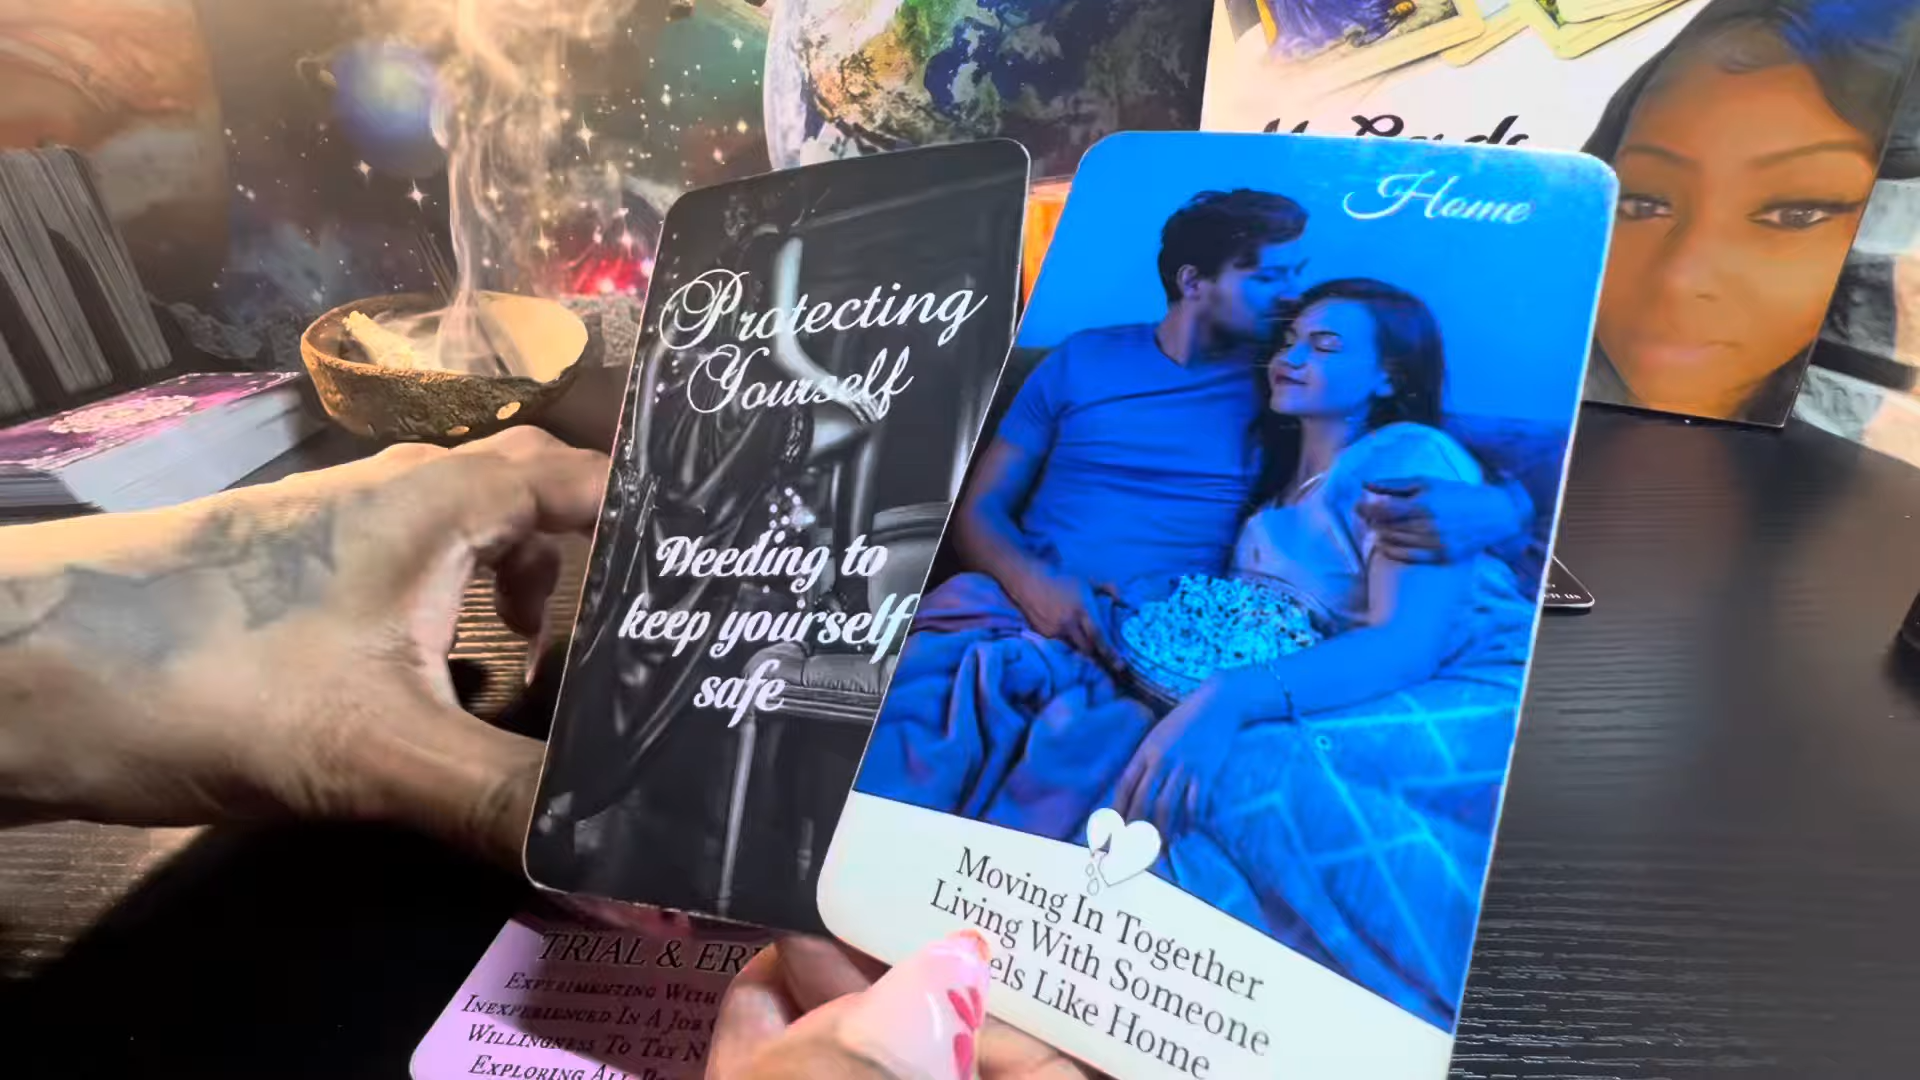 Protecting
Yourself
Needing to
keep yourself
safe
Home
Moving In Together
Living With Someone
Like Home
TRIAL &
EXPERIMENTING WITH
INEXPERIENCED IN A JOB
WILLINGNESS TO TRY
EXPLORING ALL